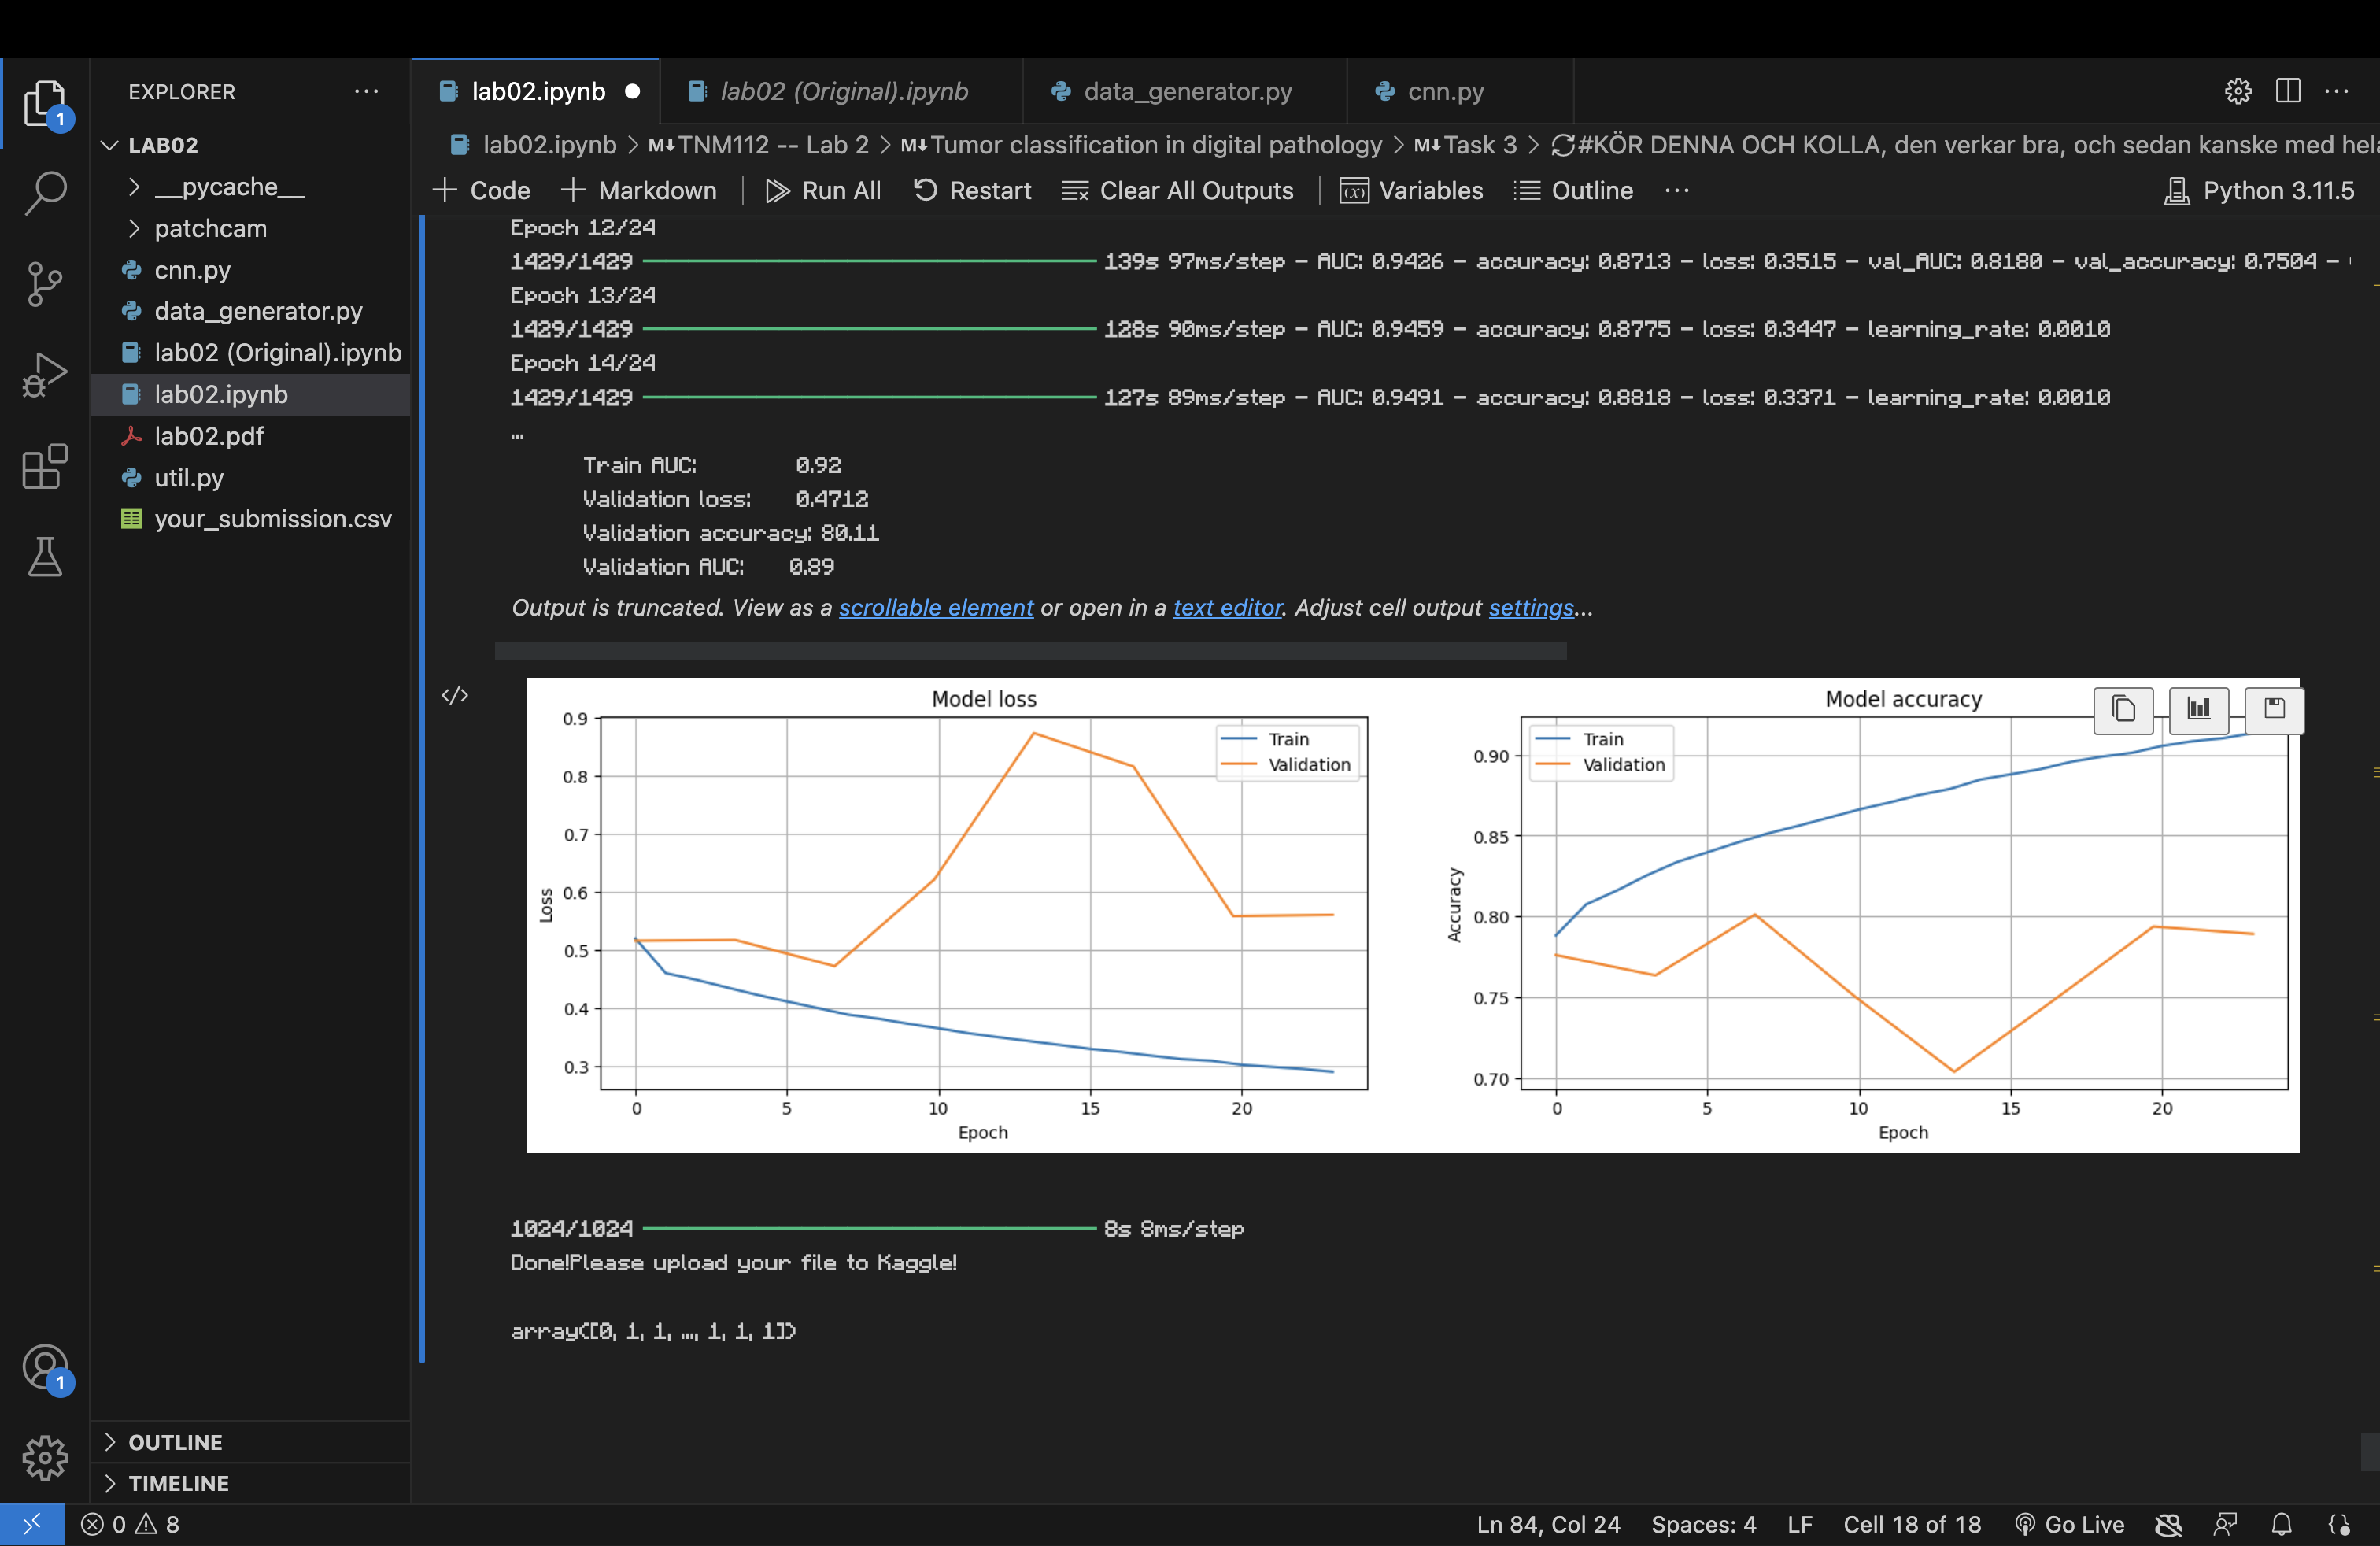 EXPLORER
1
LAB02
__pycache__
patchcam
cnn.py
data_generator.py
lab02 (Original).ipynb
lab02.ipynb
lab02.pdf
util.py
your_submission.csv
1
OUTLINE
TIMELINE
lab02.ipynb
lab02 (Original).ipynb
data_generator.py
cnn.py
lab02.ipynb > M↓TNM112 -- Lab 2 > M↓Tumor classification in digital pathology > M↓Task 3 > #KÖR DENNA OCH KOLLA, den verkar bra, och sedan kanske med hela
Code Markdown Run All Restart Clear All Outputs Variables Outline ... Python 3.11.5
Epoch 12/24
1429/1429 139s 97ms/step - AUC: 0.9426 - accuracy: 0.8713 - loss: 0.3515 - val_AUC: 0.8180 - val_accuracy: 0.7504 -
Epoch 13/24
1429/1429 128s 90ms/step - AUC: 0.9459 - accuracy: 0.8775 - loss: 0.3447 - learning_rate: 0.0010
Epoch 14/24
1429/1429 127s 89ms/step - AUC: 0.9491 - accuracy: 0.8818 - loss: 0.3371 - learning_rate: 0.0010
...
Train AUC: 0.92
Validation loss: 0.4712
Validation accuracy: 80.11
Validation AUC: 0.89
Output is truncated. View as a scrollable element or open in a text editor. Adjust cell output settings...
Model loss
Train
Validation
0.9
0.8
0.7
0.6
0.5
0.4
0.3
Loss
0 5 10 15 20
Epoch
Model accuracy
Train
Validation
0.90
0.85
0.80
0.75
0.70
Accuracy
0 5 10 15 20
Epoch
1024/1024 8s 8ms/step
Done!Please upload your file to Kaggle!
array([0, 1, 1, ..., 1, 1, 1])
0 8 Ln 84, Col 24 Spaces: 4 LF Cell 18 of 18 Go Live